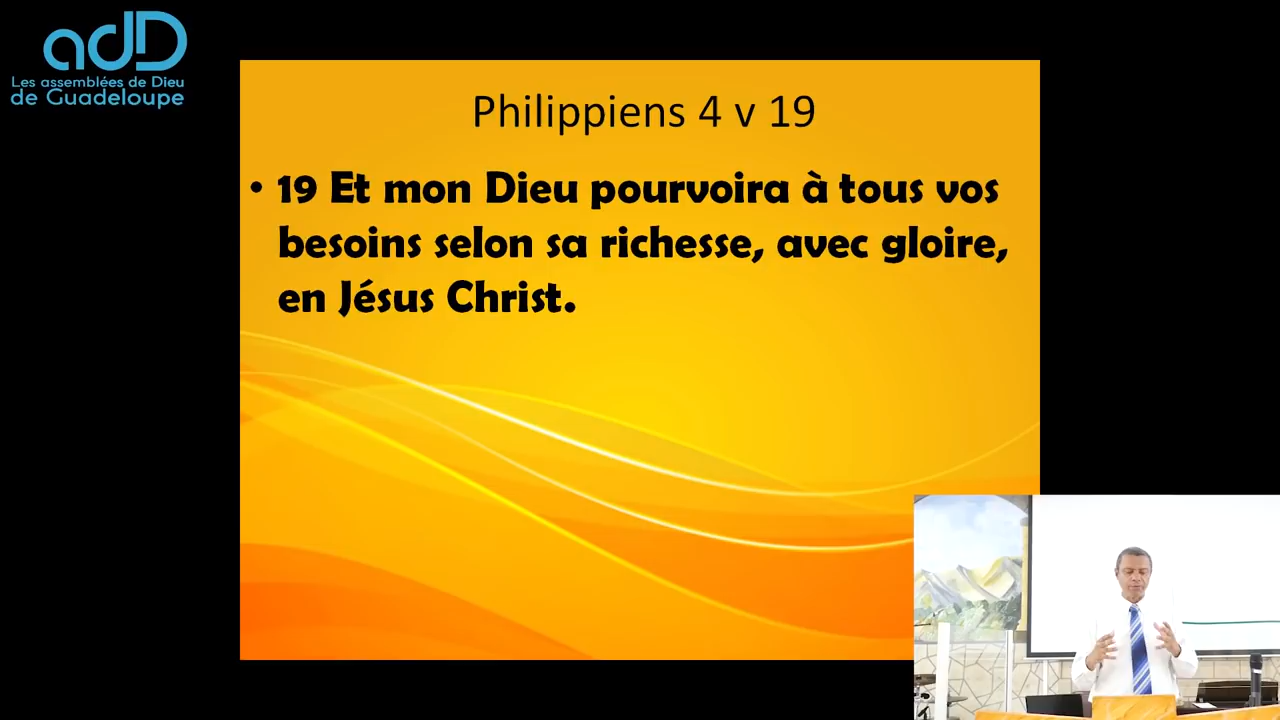 adD
Les assemblées de Dieu
de Guadeloupe
Philippiens 4 v 19
• 19 Et mon Dieu pourvoira à tous vos
besoins selon sa richesse, avec gloire,
en Jésus Christ.